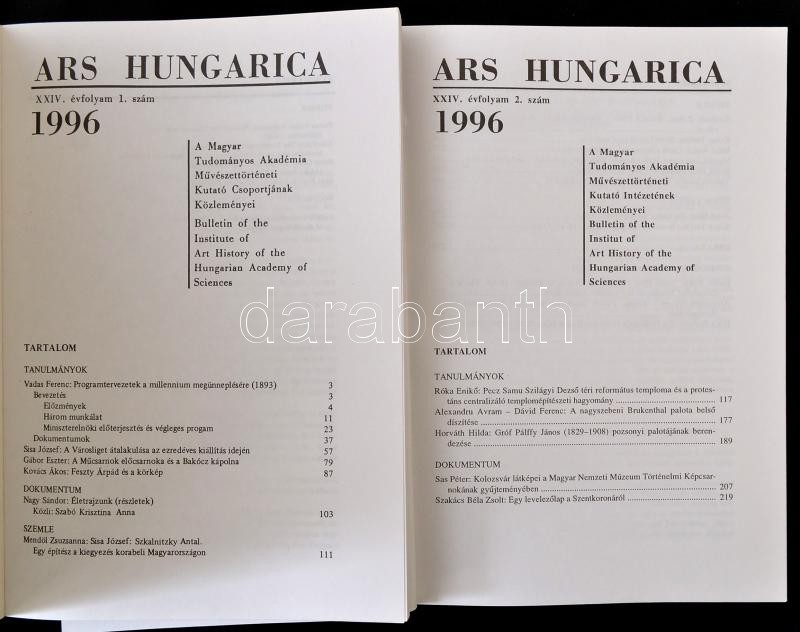 ARS HUNGARICA
XXIV. évfolyam 1. szám
1996
A Magyar
Tudományos Akadémia
Művészettörténeti
Kutató Csoportjának
Közleményei
Bulletin of the
Institute of
Art History of the
Hungarian Academy of
Sciences
TARTALOM
TANULMÁNYOK
Vadas Ferenc: Programtervezetek a millennium megünneplésére (1893) 3
Bevezetés 3
Előzmények 4
Három munkálat 11
Miniszterelnöki előterjesztés és végleges progam 23
Dokumentumok 37
Sisa József: A Városliget átalakulása az ezredéves kiállítás idején 57
Gábor Eszter: A Műcsarnok előcsarnoka és a Bakócz kápolna 79
Kovács Ákos: Feszty Árpád és a körkép 87
DOKUMENTUM
Nagy Sándor: Életrajzunk (részletek)
Közli: Szabó Krisztina Anna 103
SZEMLE
Mendöl Zsuzsanna: Sisa József: Szkalnitzky Antal.
Egy építész a kiegyezés korabeli Magyarországon 111
ARS HUNGARICA
XXIV. évfolyam 2. szám
1996
A Magyar
Tudományos Akadémia
Művészettörténeti
Kutató Intézetének
Közleményei
Bulletin of the
Institut of
Art History of the
Hungarian Academy of
Sciences
TARTALOM
TANULMÁNYOK
Róka Enikő: Pecz Samu Szilágyi Dezső téri református temploma és a protes-
táns centralizáló templomépítészeti hagyomány 117
Alexandru Avram – Dávid Ferenc: A nagyszebeni Brukenthal palota belső
díszítése 177
Horváth Hilda: Gróf Pálffy János (1829–1908) pozsonyi palotájának beren-
dezése 189
DOKUMENTUM
Sas Péter: Kolozsvár látképei a Magyar Nemzeti Múzeum Történelmi Képcsar-
nokának gyűjteményében 207
Szakács Béla Zsolt: Egy levelezőlap a Szentkoronáról 219
darabanth